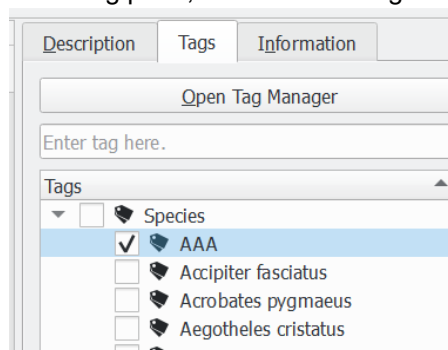 Description Tags Information
Open Tag Manager
Enter tag here.
Tags
Species
AAA
Accipiter fasciatus
Acrobates pygmaeus
Aegotheles cristatus